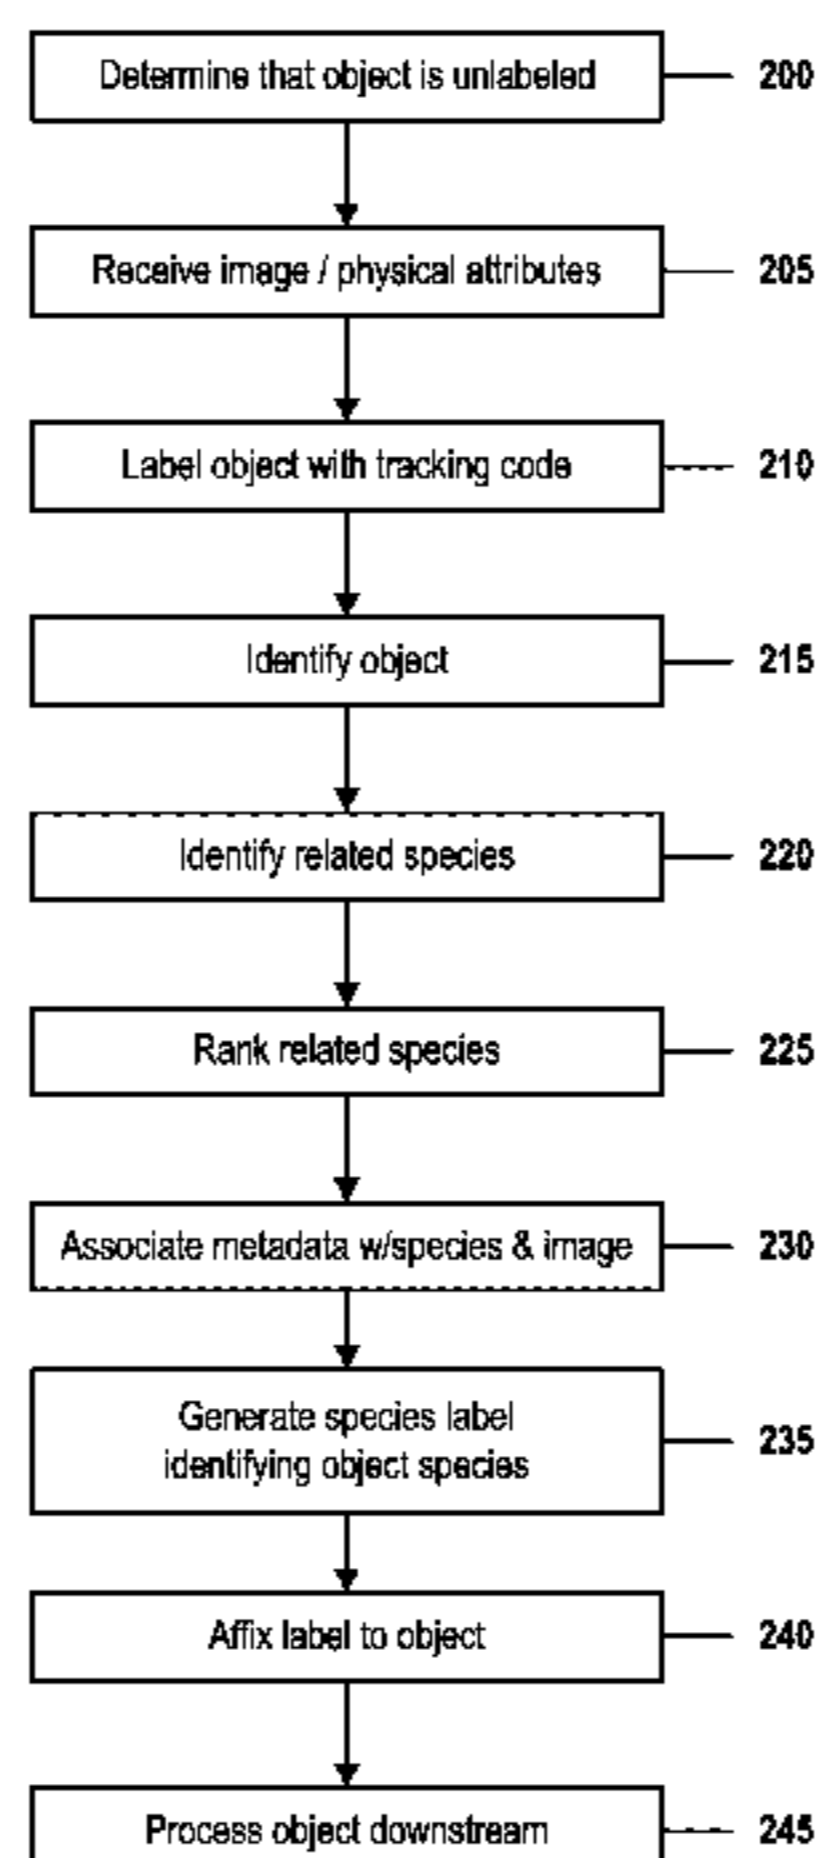 Determine that object is unlabeled 200
Receive image / physical attributes 205
Label object with tracking code 210
Identify object 215
Identify related species 220
Rank related species 225
Associate metadata w/species & image 230
Generate species label
identifying object species 235
Affix label to object 240
Process object downstream 245